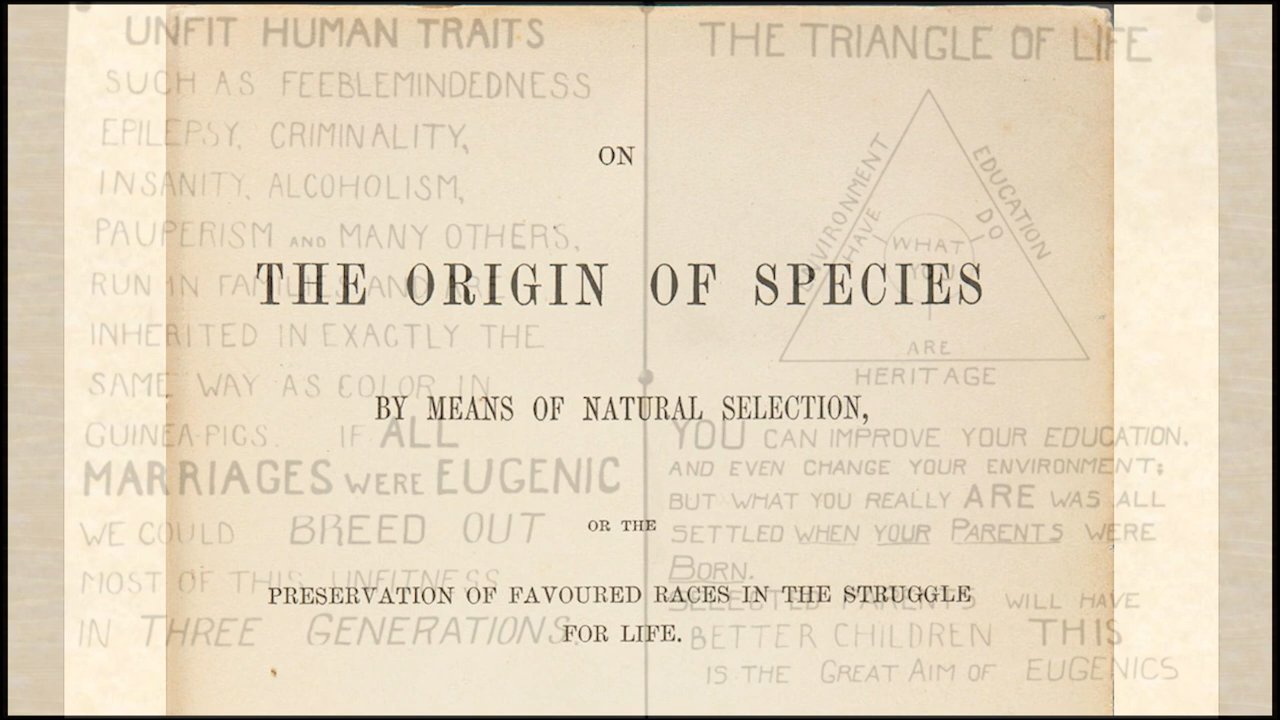 ON
THE ORIGIN OF SPECIES
BY MEANS OF NATURAL SELECTION,
OR THE
PRESERVATION OF FAVOURED RACES IN THE STRUGGLE
FOR LIFE.
UNFIT HUMAN TRAITS
SUCH AS FEEBLEMINDEDNESS
EPILEPSY, CRIMINALITY,
INSANITY, ALCOHOLISM,
PAUPERISM AND MANY OTHERS,
RUN IN FAMILIES AND ARE
INHERITED IN EXACTLY THE
SAME WAY AS COLOR IN
GUINEA-PIGS. IF ALL
MARRIAGES WERE EUGENIC
WE COULD BREED OUT
MOST OF THIS UNFITNESS
IN THREE GENERATIONS.
THE TRIANGLE OF LIFE
ENVIRONMENT
EDUCATION
HAVE
DO
WHAT
YOU
ARE
HERITAGE
YOU CAN IMPROVE YOUR EDUCATION,
AND EVEN CHANGE YOUR ENVIRONMENT;
BUT WHAT YOU REALLY ARE WAS ALL
SETTLED WHEN YOUR PARENTS WERE
BORN.
SELECTED PARENTS WILL HAVE
BETTER CHILDREN THIS
IS THE GREAT AIM OF EUGENICS